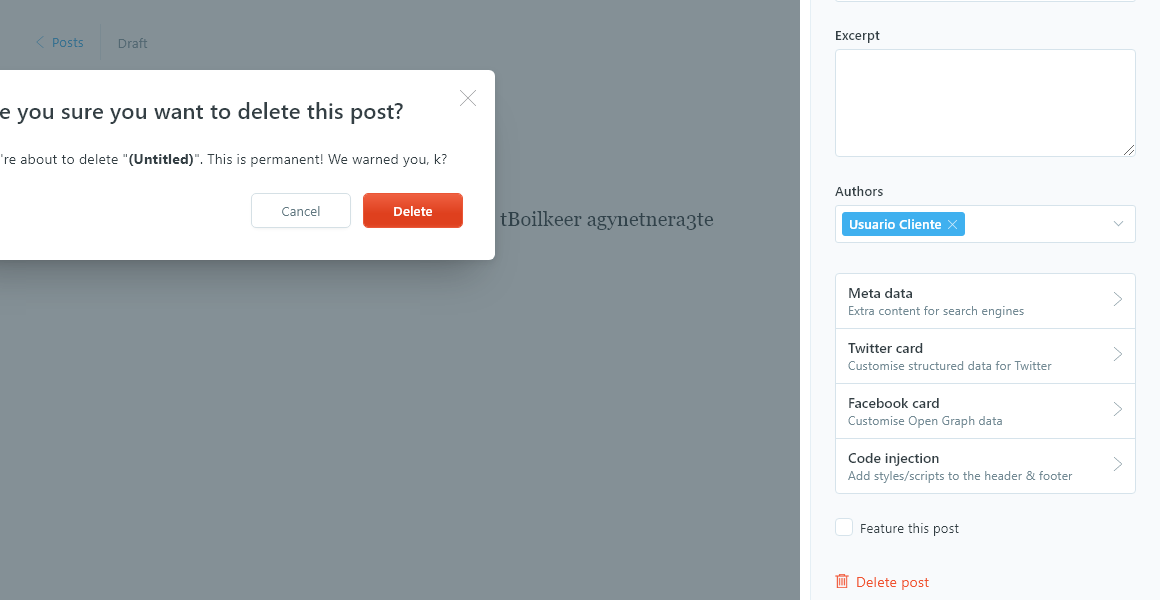 Posts
Draft
e you sure you want to delete this post?
're about to delete "(Untitled)". This is permanent! We warned you, k?
Cancel
Delete
tBoilkeer agynetnera3te
Excerpt
Authors
Usuario Cliente
Meta data
Extra content for search engines
Twitter card
Customise structured data for Twitter
Facebook card
Customise Open Graph data
Code injection
Add styles/scripts to the header & footer
Feature this post
Delete post